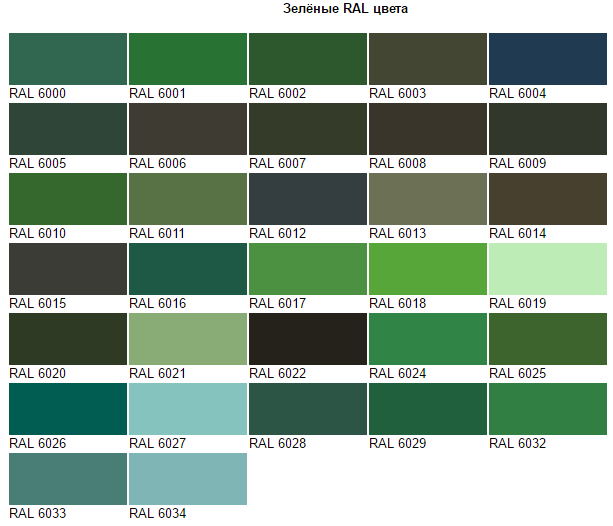 Зелёные RAL цвета
RAL 6000 RAL 6001 RAL 6002 RAL 6003 RAL 6004
RAL 6005 RAL 6006 RAL 6007 RAL 6008 RAL 6009
RAL 6010 RAL 6011 RAL 6012 RAL 6013 RAL 6014
RAL 6015 RAL 6016 RAL 6017 RAL 6018 RAL 6019
RAL 6020 RAL 6021 RAL 6022 RAL 6024 RAL 6025
RAL 6026 RAL 6027 RAL 6028 RAL 6029 RAL 6032
RAL 6033 RAL 6034